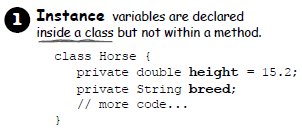 1 Instance variables are declared
inside a class but not within a method.
class Horse {
private double height = 15.2;
private String breed;
// more code...
}